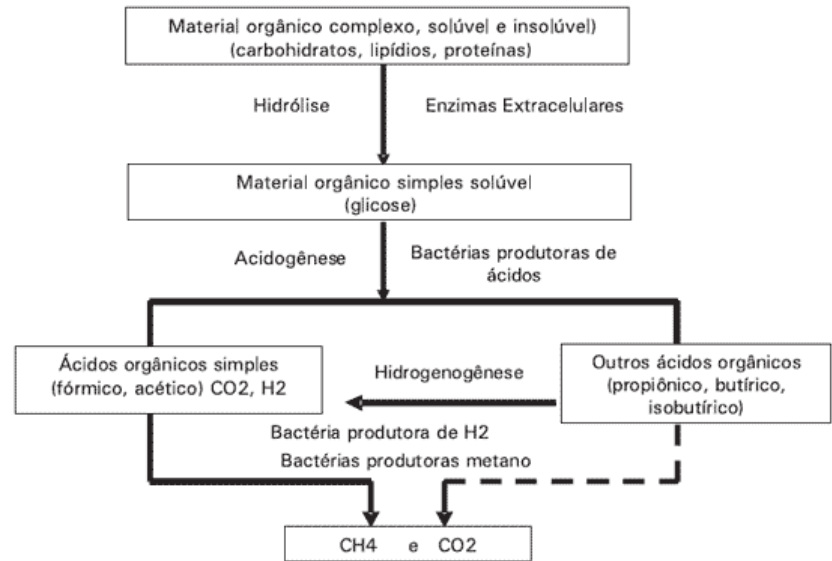 Material orgânico complexo, solúvel e insolúvel)
(carbohidratos, lipídios, proteínas)
Hidrólise
Enzimas Extracelulares
Material orgânico simples solúvel
(glicose)
Acidogênese
Bactérias produtoras de
ácidos
Ácidos orgânicos simples
(fórmico, acético) CO2, H2
Hidrogenogênese
Outros ácidos orgânicos
(propiônico, butírico,
isobutírico)
Bactéria produtora de H2
Bactérias produtoras metano
CH4 e CO2